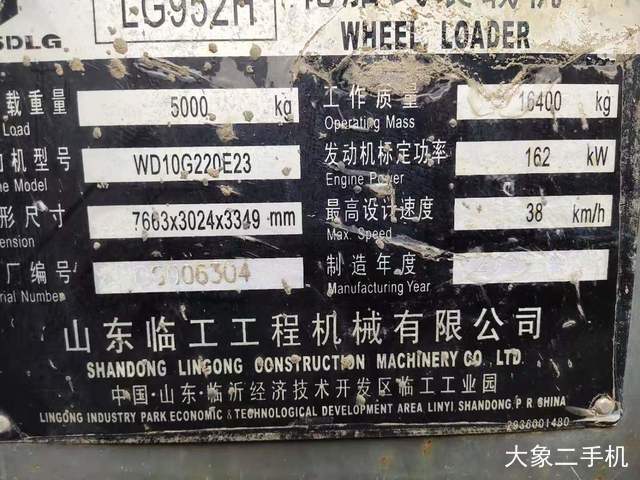 SDLG
LG952H
WHEEL LOADER
载重量 5000 kg 工作质量 16400 kg
Load Operating Mass
机型号 WD10G220E23 发动机标定功率 162 kW
ne Model Engine Power
形尺寸 7663x3024x3349 mm 最高设计速度 38 km/h
ension Max. Speed
厂编号 制造年度
rial Number Manufacturing Year
山东临工工程机械有限公司
SHANDONG LINGONG CONSTRUCTION MACHINERY CO., LTD
中国·山东·临沂经济技术开发区临工工业园
LINGONG INDUSTRY PARK ECONOMIC & TECHNOLOGICAL DEVELOPMENT AREA LINYI SHANDONG, P.R CHINA
2936001480
大象二手机